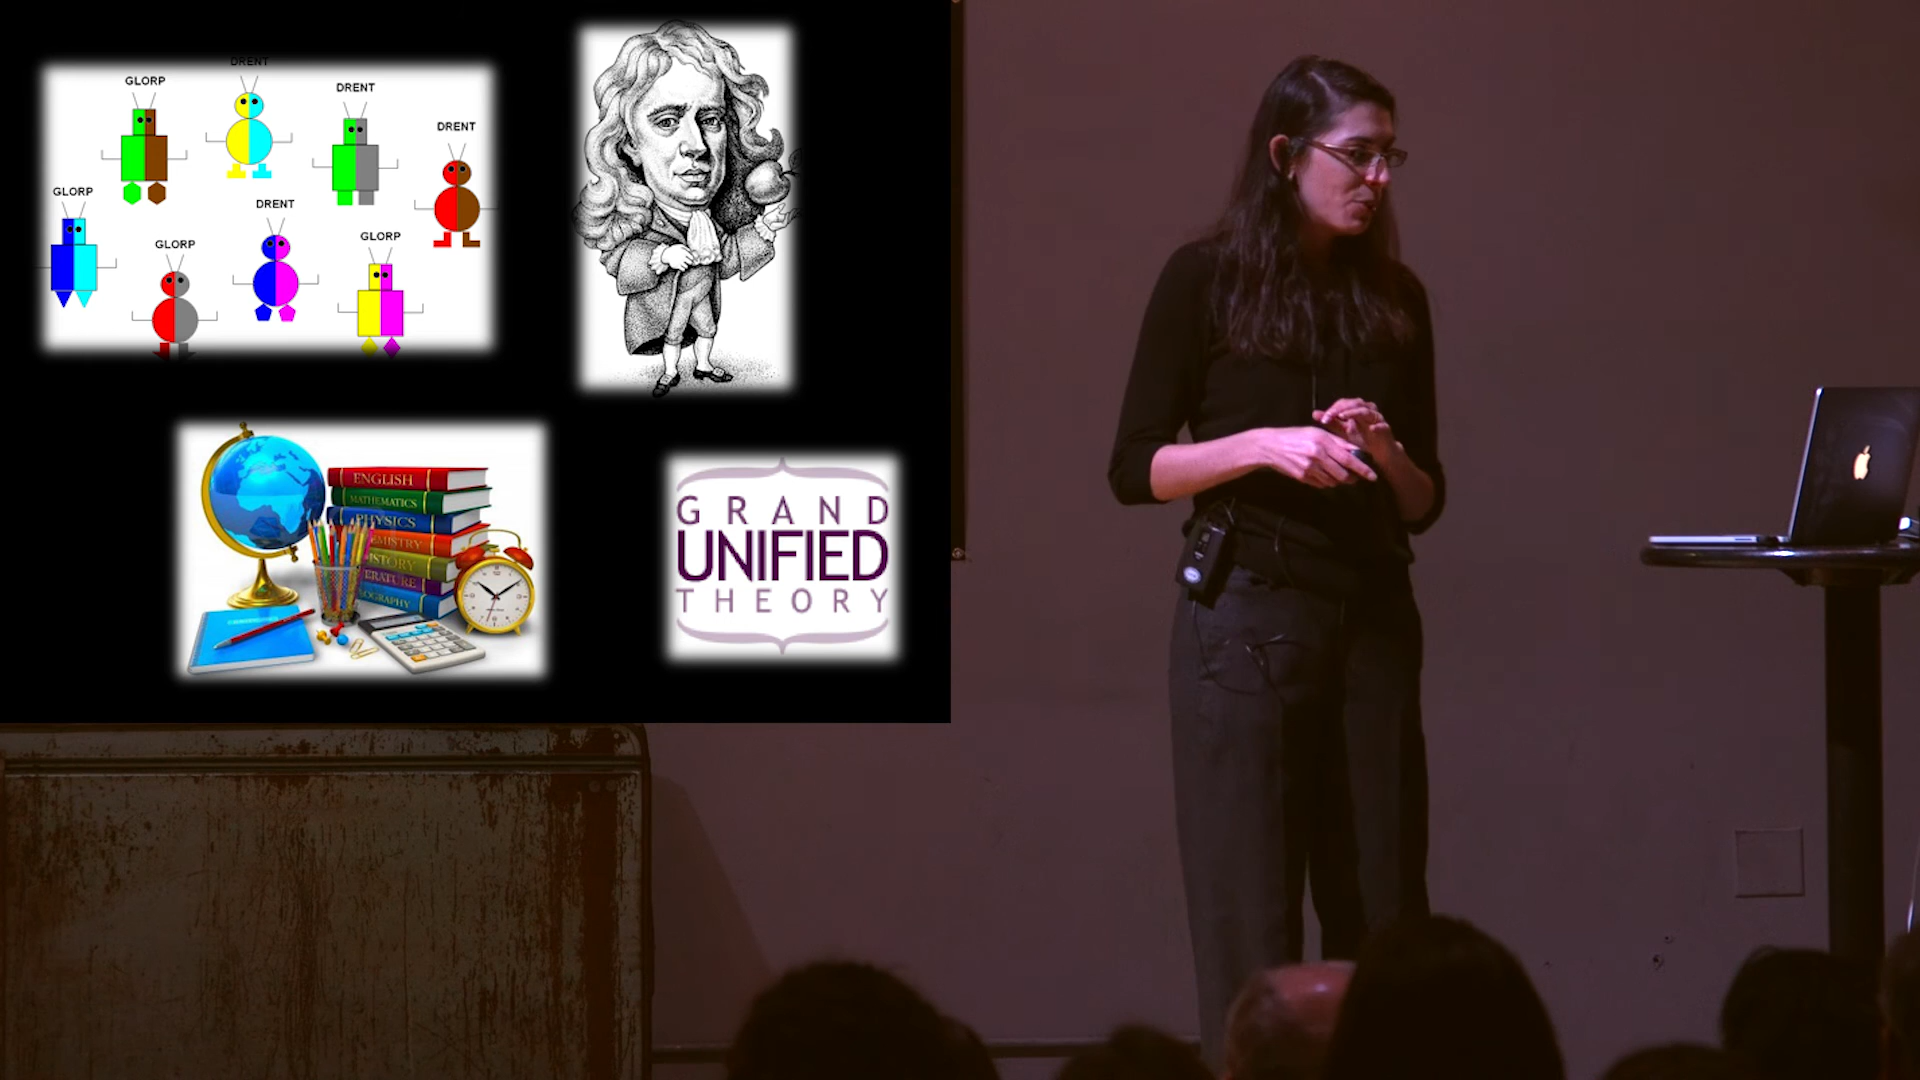 DRENT
GLORP
DRENT
DRENT
GLORP
DRENT
GLORP
GLORP
ENGLISH
MATHEMATICS
PHYSICS
GRAND
UNIFIED
THEORY